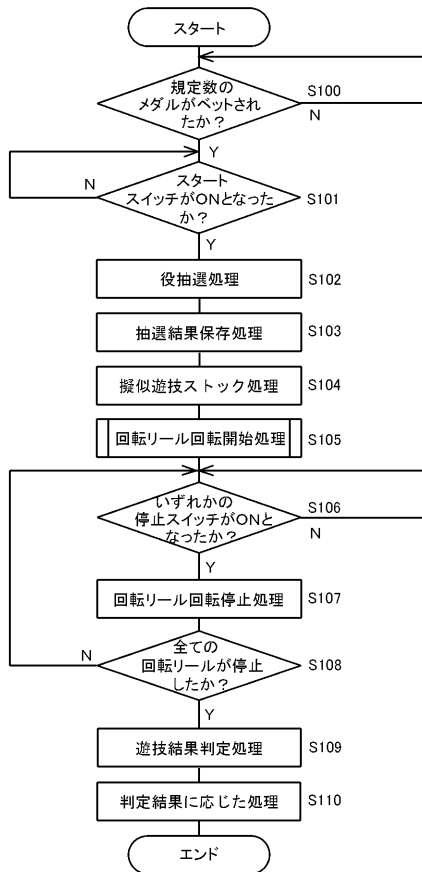 スタート
規定数の
メダルがベットされ
たか？
S100
N
Y
スタート
スイッチがONとなった
か？
N
S101
Y
役抽選処理
S102
抽選結果保存処理
S103
擬似遊技ストック処理
S104
回転リール回転開始処理
S105
いずれかの
停止スイッチがONと
なったか？
S106
N
Y
回転リール回転停止処理
S107
全ての
回転リールが停止
したか？
N
S108
Y
遊技結果判定処理
S109
判定結果に応じた処理
S110
エンド